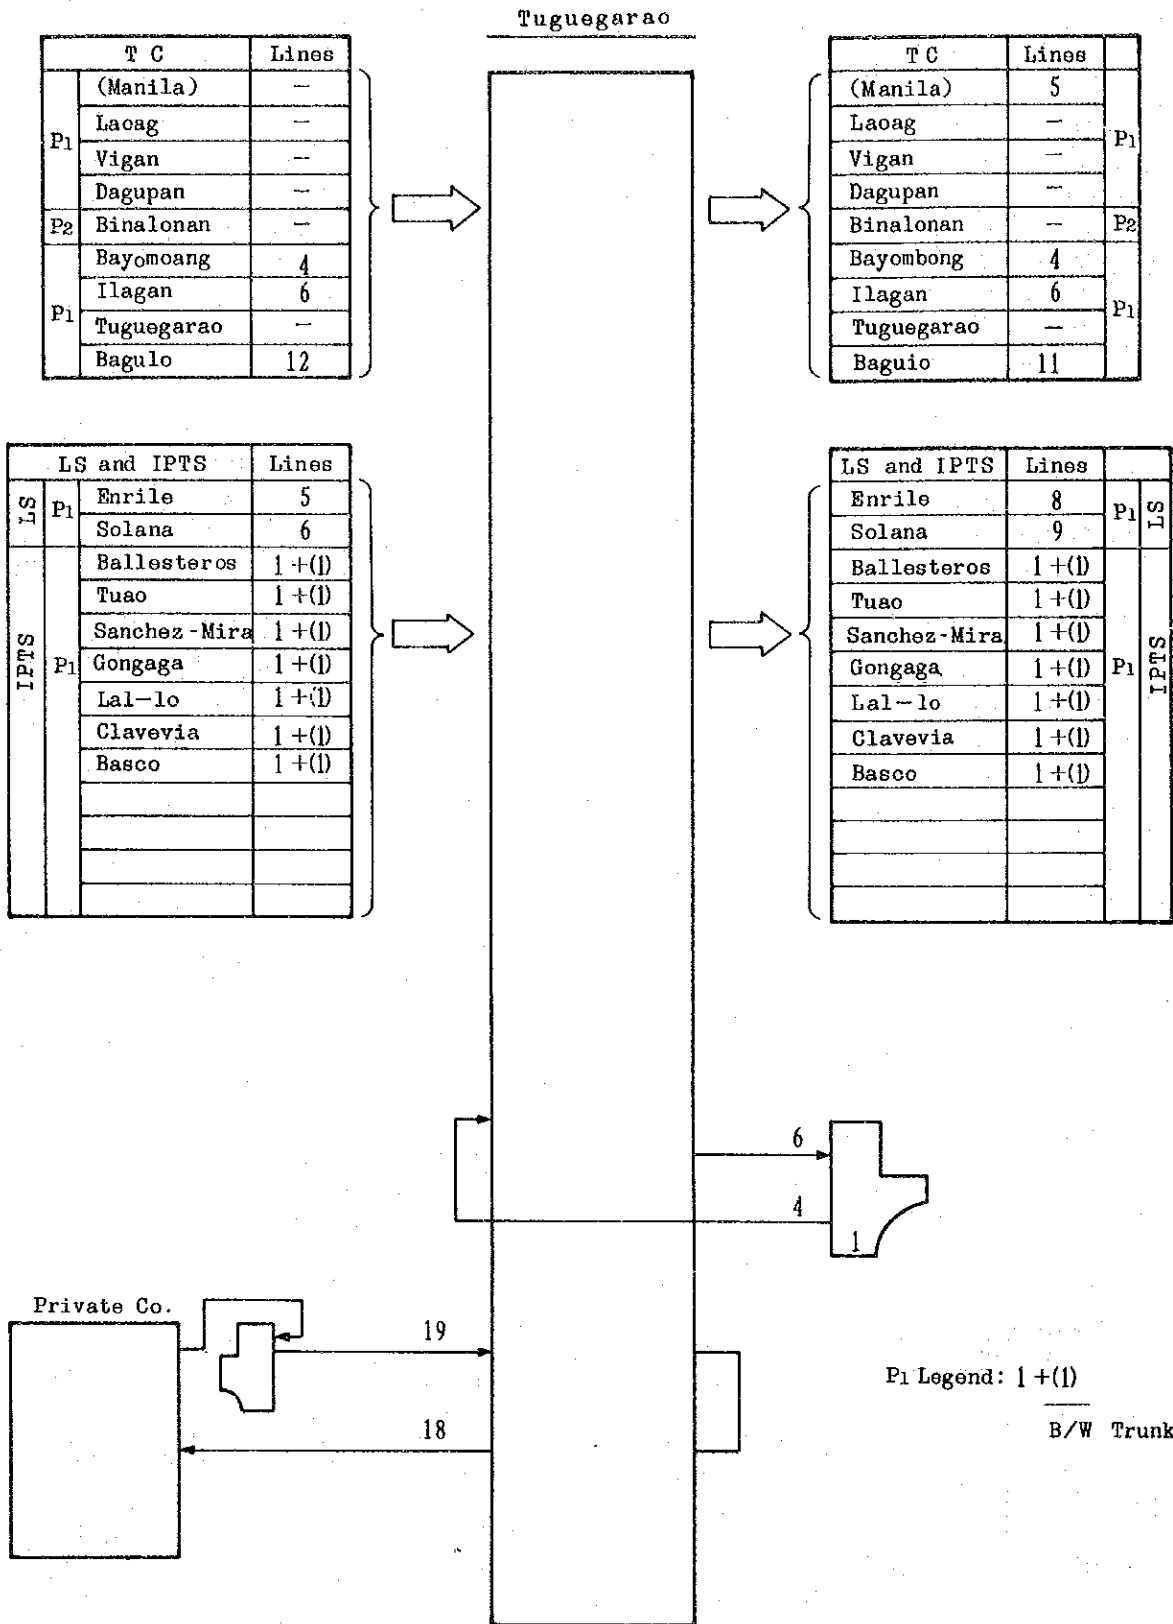 Tuguegarao
T C Lines
P1
(Manila) —
Laoag —
Vigan —
Dagupan —
P2 Binalonan —
P1
Bayomoang 4
Ilagan 6
Tuguegarao —
Bagulo 12
T C Lines
(Manila) 5
Laoag —
Vigan —
Dagupan —
P1
Binalonan — P2
Bayombong 4
Ilagan 6
Tuguegarao —
Baguio 11
P1
LS and IPTS Lines
LS P1
Enrile 5
Solana 6
IPTS P1
Ballesteros 1+(1)
Tuao 1+(1)
Sanchez-Mira 1+(1)
Gongaga 1+(1)
Lal-lo 1+(1)
Clavevia 1+(1)
Basco 1+(1)
LS and IPTS Lines
Enrile 8
Solana 9
P1 LS
Ballesteros 1+(1)
Tuao 1+(1)
Sanchez-Mira 1+(1)
Gongaga 1+(1)
Lal-lo 1+(1)
Clavevia 1+(1)
Basco 1+(1)
P1 IPTS
6
4
1
Private Co.
19
18
P1 Legend: 1+(1)
B/W Trunk